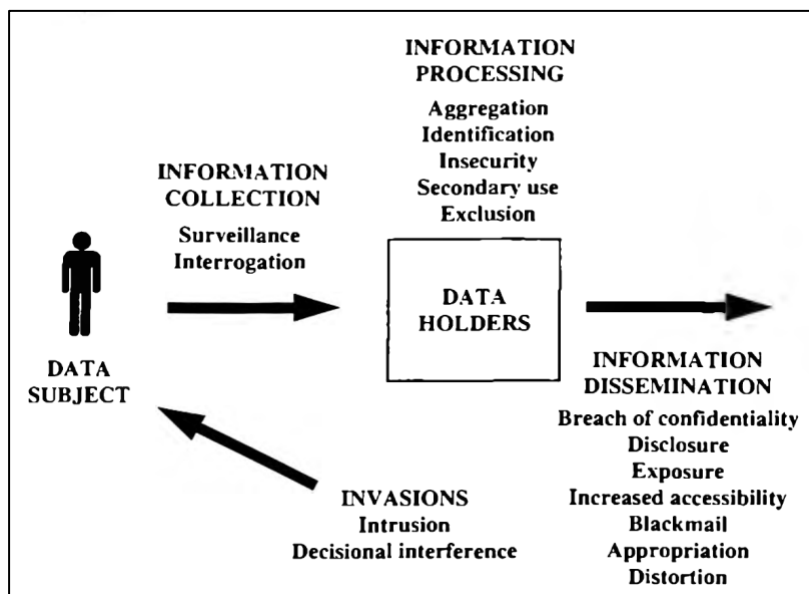 INFORMATION
PROCESSING
Aggregation
Identification
Insecurity
Secondary use
Exclusion
INFORMATION
COLLECTION
Surveillance
Interrogation
DATA
HOLDERS
DATA
SUBJECT
INFORMATION
DISSEMINATION
Breach of confidentiality
Disclosure
Exposure
Increased accessibility
Blackmail
Appropriation
Distortion
INVASIONS
Intrusion
Decisional interference